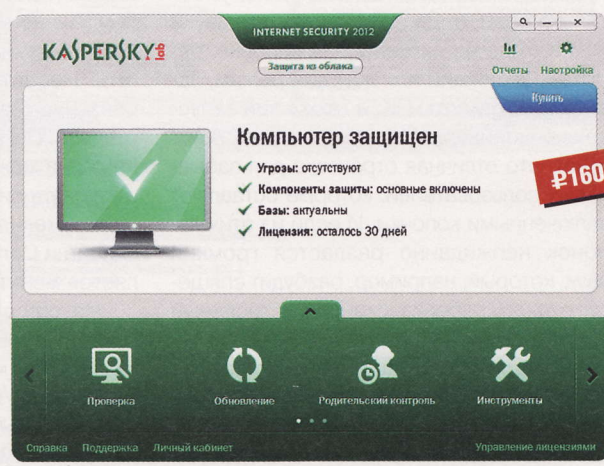 INTERNET SECURITY 2012
KASPERSKY lab
Защита из облака
Отчеты Настройка
Купить
Компьютер защищен
Угрозы: отсутствуют
Компоненты защиты: основные включены
Базы: актуальны
Лицензия: осталось 30 дней
₽160
Проверка Обновление Родительский контроль Инструменты
Справка Поддержка Личный кабинет Управление лицензиями